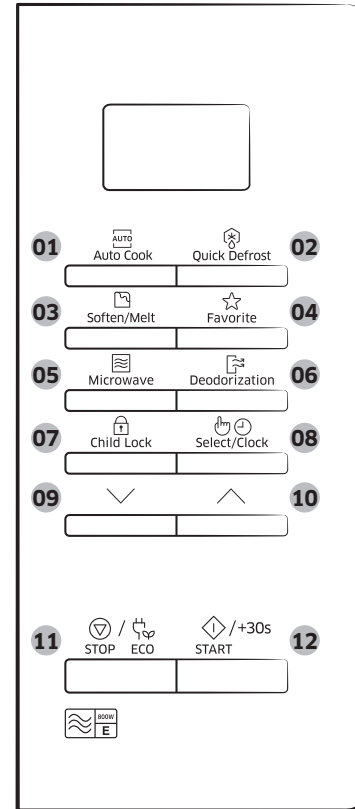 AUTO
01 Auto Cook Quick Defrost 02
03 Soften/Melt Favorite 04
05 Microwave Deodorization 06
07 Child Lock Select/Clock 08
09 10
11 / /+30s 12
STOP ECO START
800W
E